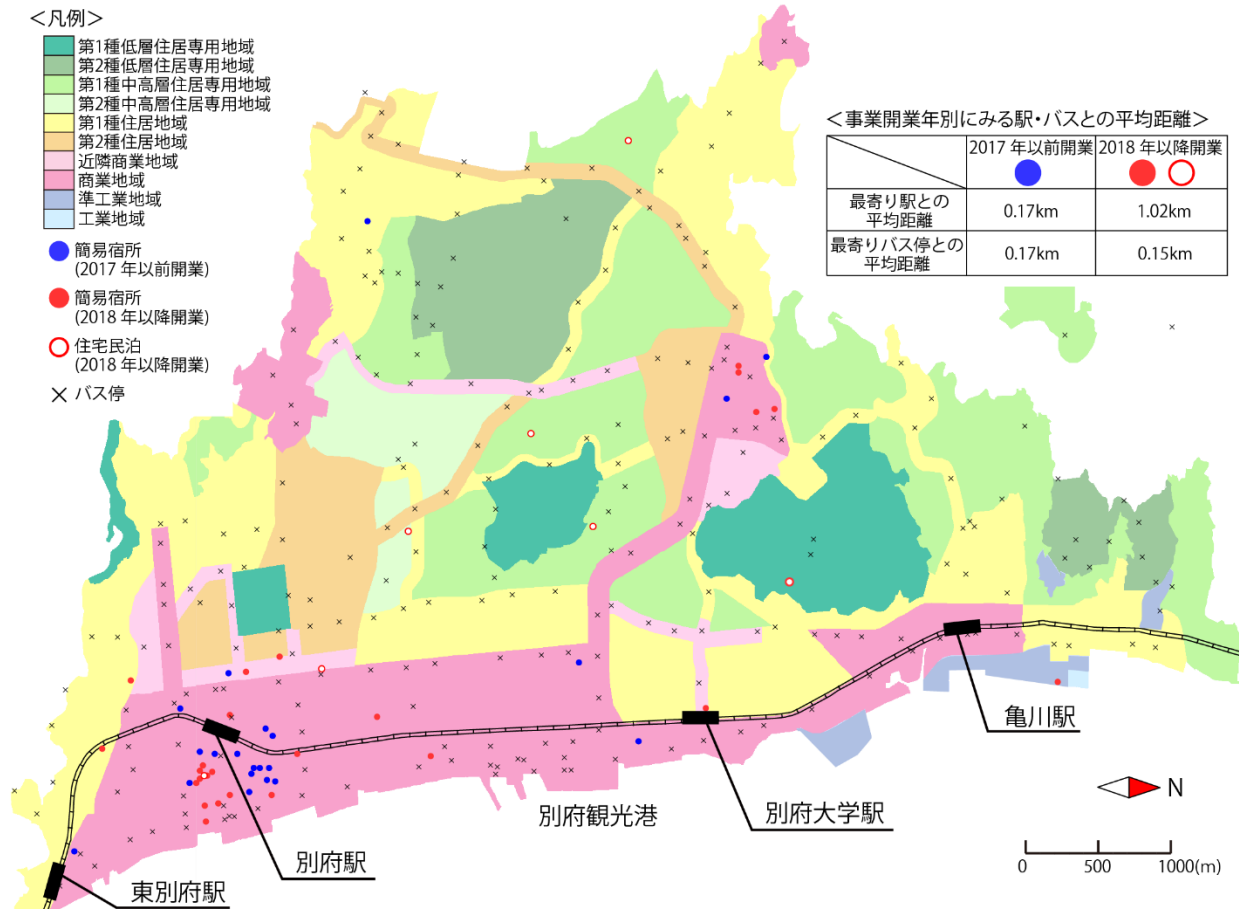 ＜凡例＞
第1種低層住居専用地域
第2種低層住居専用地域
第1種中高層住居専用地域
第2種中高層住居専用地域
第1種住居地域
第2種住居地域
近隣商業地域
商業地域
準工業地域
工業地域
簡易宿所
(2017 年以前開業)
簡易宿所
(2018 年以降開業)
住宅民泊
(2018 年以降開業)
バス停
＜事業開業年別にみる駅・バスとの平均距離＞
2017 年以前開業
2018 年以降開業
最寄り駅との
平均距離
0.17km
1.02km
最寄りバス停との
平均距離
0.17km
0.15km
亀川駅
別府大学駅
別府観光港
別府駅
東別府駅
N
0
500
1000(m)